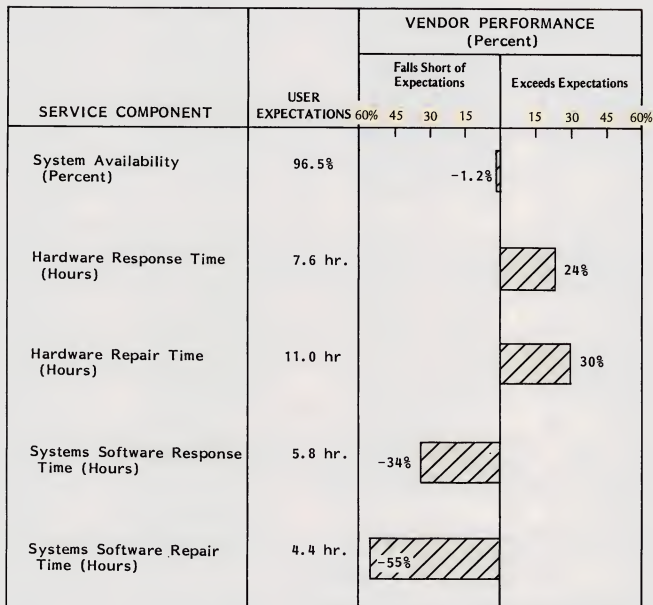 VENDOR PERFORMANCE
(Percent)
Falls Short of
Expectations
Exceeds Expectations
SERVICE COMPONENT
USER
EXPECTATIONS
60% 45 30 15 15 30 45 60%
System Availability
(Percent)
96.5%
-1.2%
Hardware Response Time
(Hours)
7.6 hr.
24%
Hardware Repair Time
(Hours)
11.0 hr
30%
Systems Software Response
Time (Hours)
5.8 hr.
-34%
Systems Software Repair
Time (Hours)
4.4 hr.
-55%